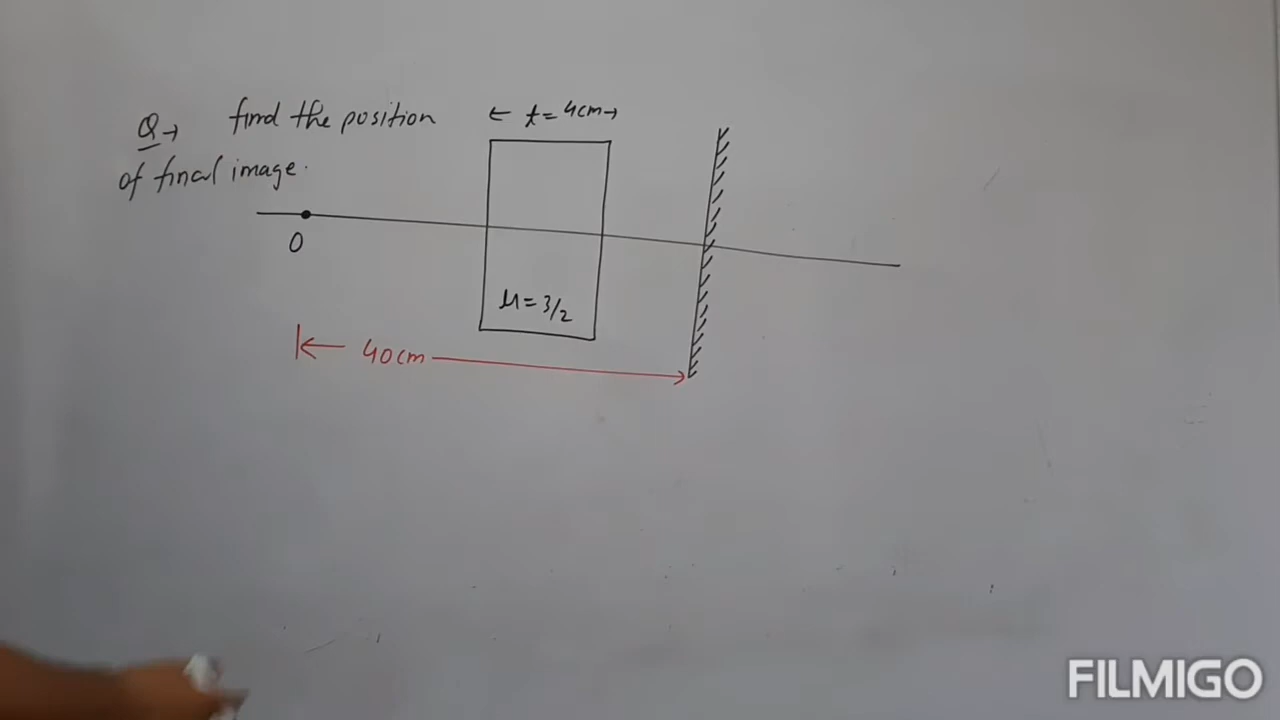 Q→ find the position
of final image.
← t=4cm→
O
μ=3/2
40cm
FILMIGO